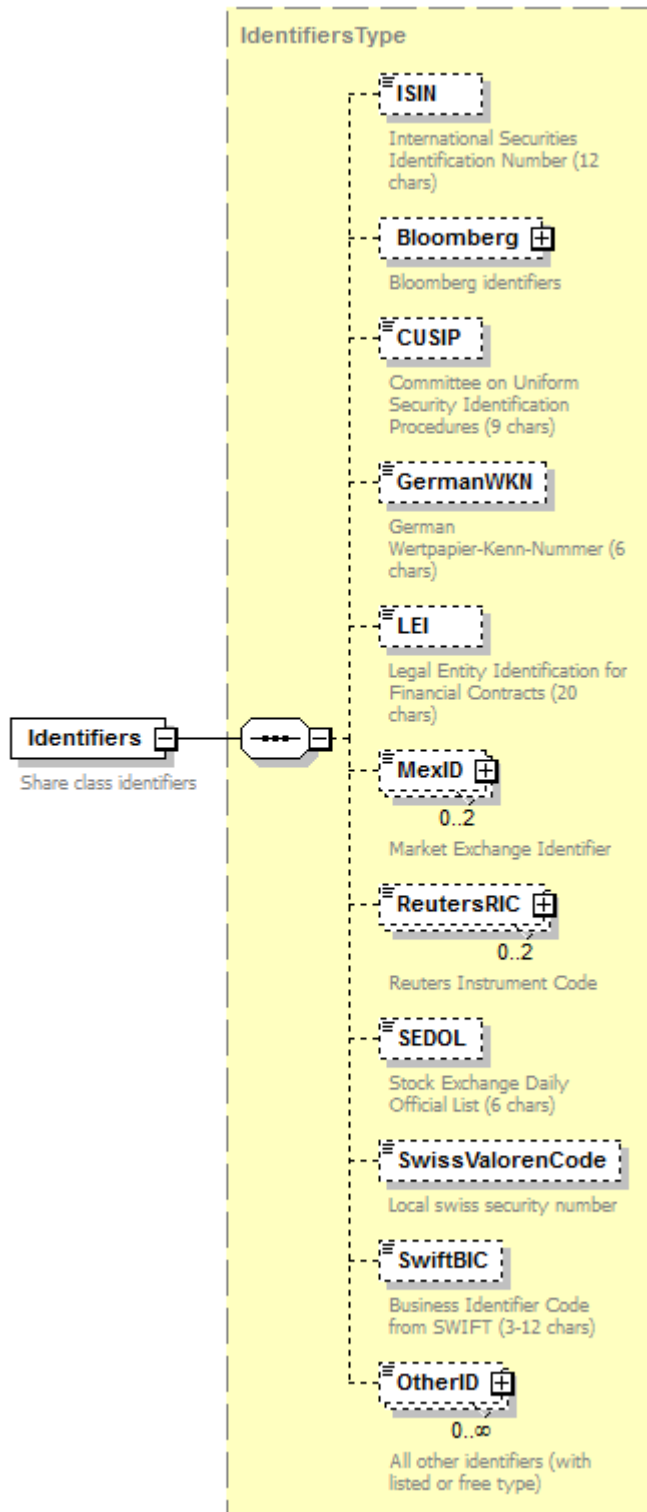 IdentifiersType
ISIN
International Securities
Identification Number (12
chars)
Bloomberg
Bloomberg identifiers
CUSIP
Committee on Uniform
Security Identification
Procedures (9 chars)
GermanWKN
German
Wertpapier-Kenn-Nummer (6
chars)
LEI
Legal Entity Identification for
Financial Contracts (20
chars)
Identifiers
Share class identifiers
MexID
0..2
Market Exchange Identifier
ReutersRIC
0..2
Reuters Instrument Code
SEDOL
Stock Exchange Daily
Official List (6 chars)
SwissValorenCode
Local swiss security number
SwiftBIC
Business Identifier Code
from SWIFT (3-12 chars)
OtherID
0..∞
All other identifiers (with
listed or free type)